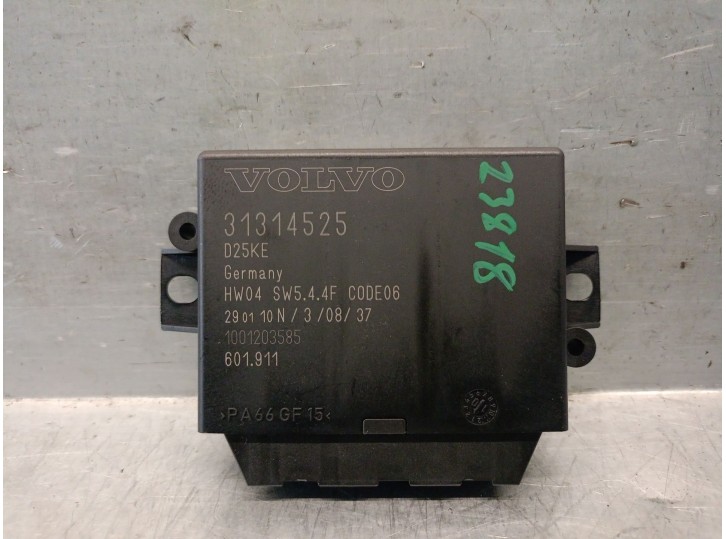 VOLVO
31314525
D25KE
Germany
HW04 SW5.4.4F CODE06
29 01 10 N / 3 /08/ 37
1001203585
601.911
>PA66 GF15<
23818